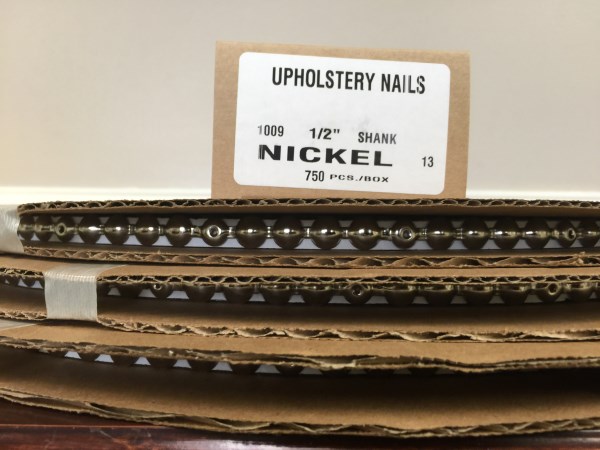 UPHOLSTERY NAILS
1009 1/2" SHANK
NICKEL 13
750 PCS./BOX